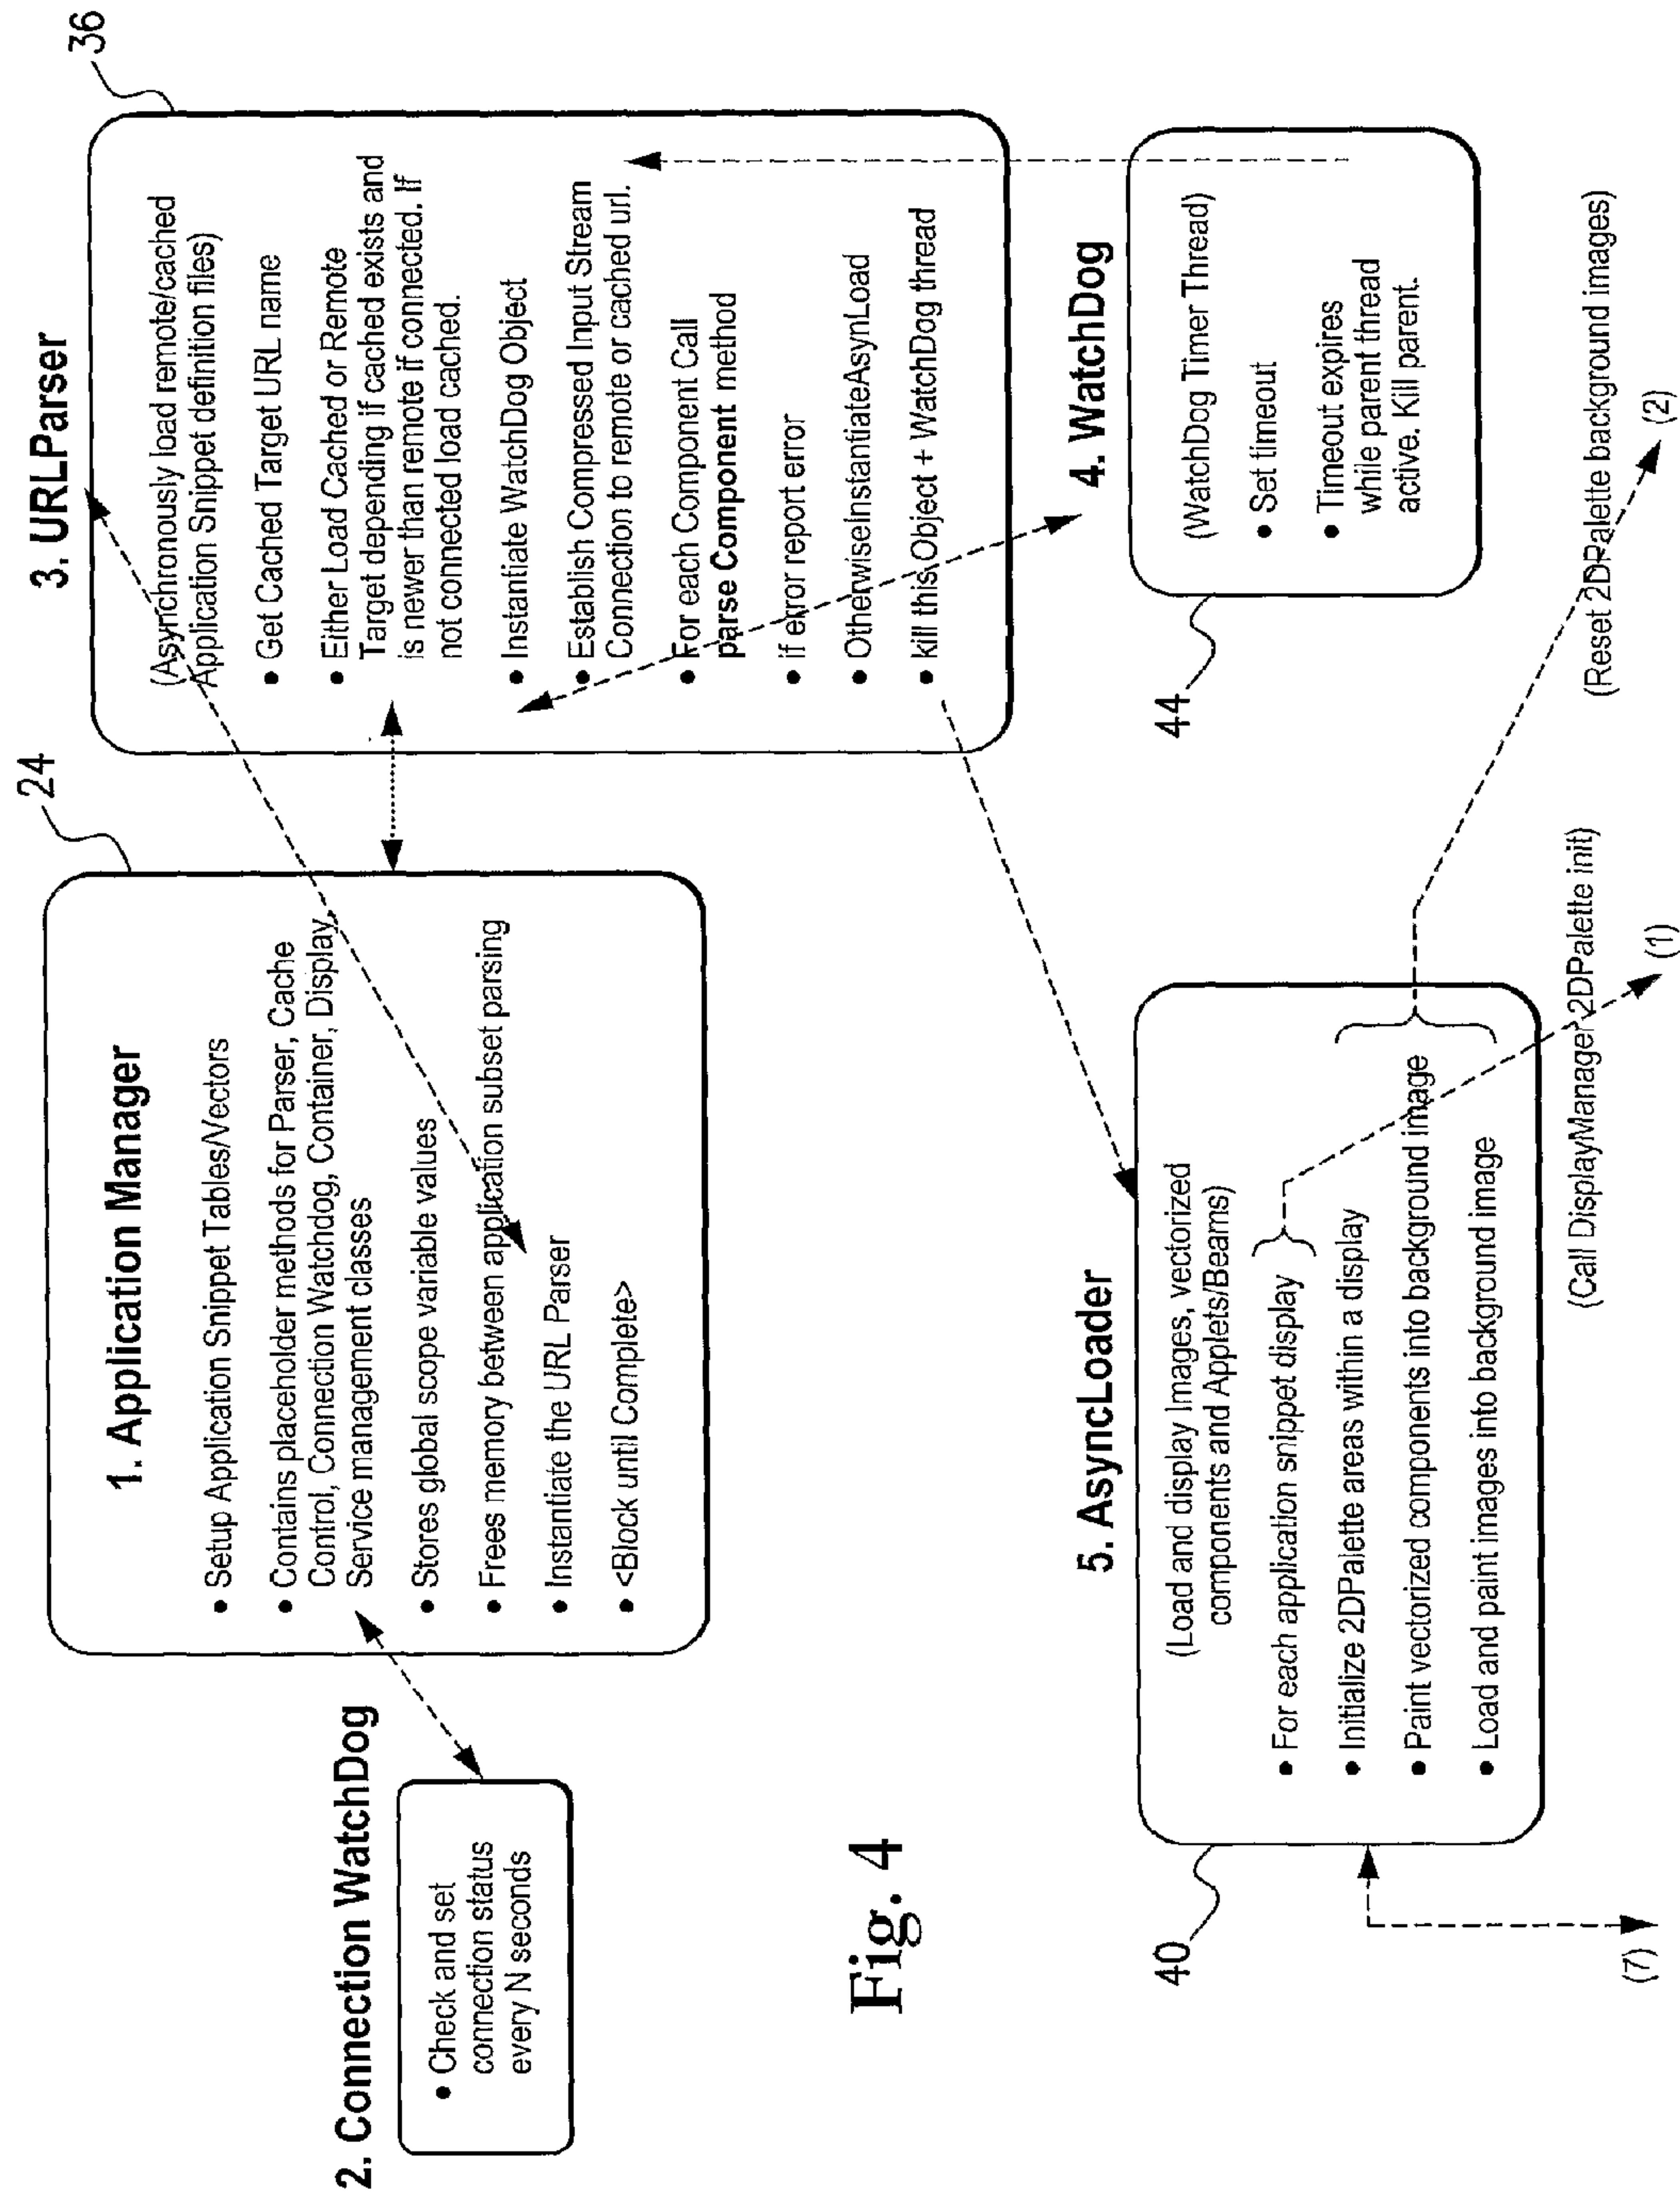 1. Application Manager
24
• Setup Application Snippet Tables/Vectors
• Contains placeholder methods for Parser, Cache
Control, Connection Watchdog, Container, Display,
Service management classes
• Stores global scope variable values
• Frees memory between application subset parsing
• Instantiate the URL Parser
• <Block until Complete>
2. Connection WatchDog
• Check and set
connection status
every N seconds
3. URLParser
36
(Asynchronously load remote/cached
Application Snippet definition files)
• Get Cached Target URL name
• Either Load Cached or Remote
Target depending if cached exists and
is newer than remote if connected. If
not connected load cached.
• Instantiate WatchDog Object
• Establish Compressed Input Stream
Connection to remote or cached url.
• For each Component Call
parse Component method
• if error report error
• OtherwiseInstantiateAsynLoad
• kill this Object + WatchDog thread
4. WatchDog
44
(WatchDog Timer Thread)
• Set timeout
• Timeout expires
while parent thread
active. Kill parent.
Fig. 4
5. AsyncLoader
40
(Load and display Images, vectorized
components and Applets/Beams)
• For each application snippet display
• Initialize 2DPalette areas within a display
• Paint vectorized components into background image
• Load and paint images into background image
(Reset 2DPalette background images)
(2)
(Call DisplayManager 2DPalette init)
(1)
(7)